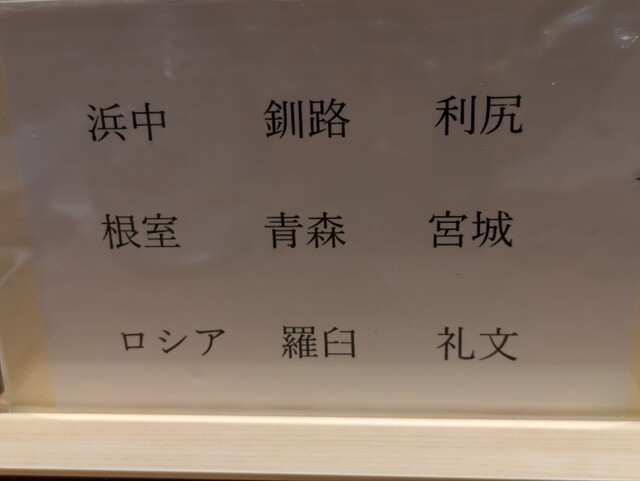 浜中 釧路 利尻
根室 青森 宮城
ロシア 羅臼 礼文